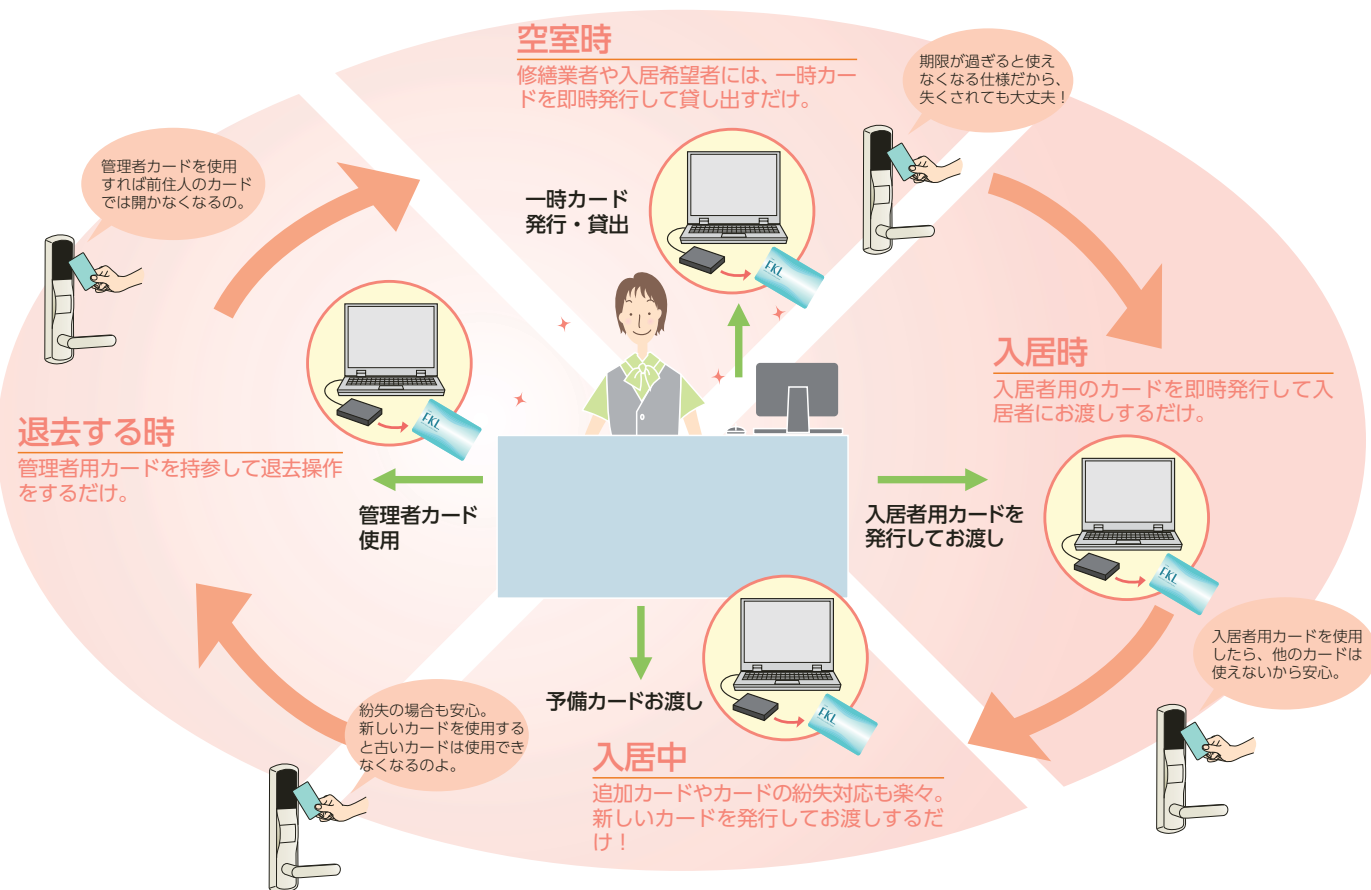 空室時
修繕業者や入居希望者には、一時カー
ドを即時発行して貸し出すだけ。
期限が過ぎると使え
なくなる仕様だから、
失くされても大丈夫！
一時カード
発行・貸出
FKL
入居時
入居者用のカードを即時発行して入
居者にお渡しするだけ。
入居者用カードを
発行してお渡し
FKL
入居者用カードを使用
したら、他のカードは
使えないから安心。
予備カードお渡し
FKL
入居中
追加カードやカードの紛失対応も楽々。
新しいカードを発行してお渡しするだ
け！
紛失の場合も安心。
新しいカードを使用する
と古いカードは使用でき
なくなるのよ。
退去する時
管理者用カードを持参して退去操作
をするだけ。
管理者カード
使用
FKL
管理者カードを使用
すれば前住人のカード
では開かなくなるの。